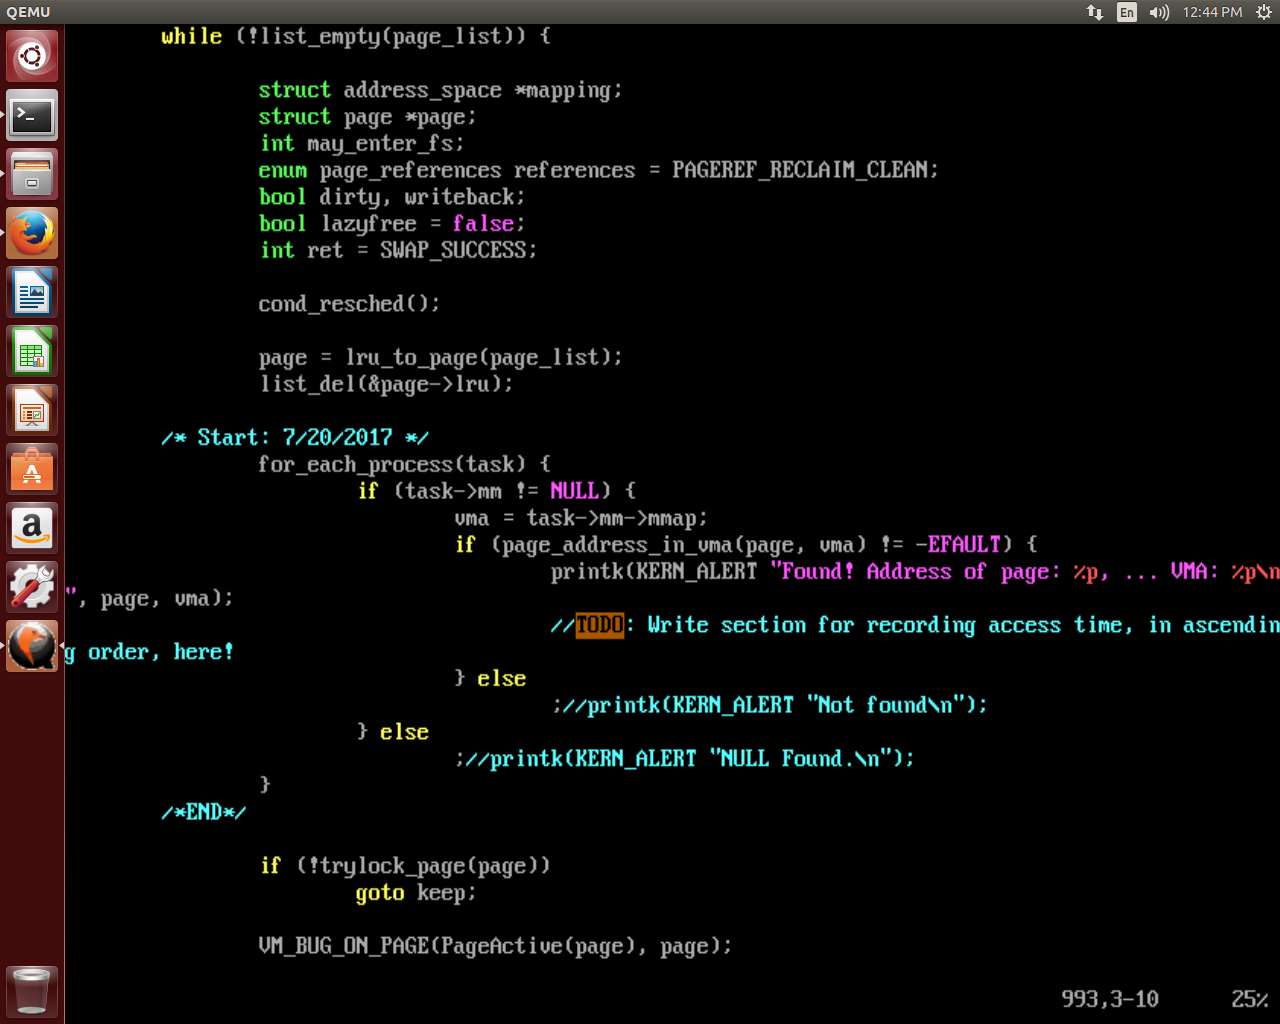 QEMU
En
12:44 PM
while (!list_empty(page_list)) {
struct address_space *mapping;
struct page *page;
int may_enter_fs;
enum page_references references = PAGEREF_RECLAIM_CLEAN;
bool dirty, writeback;
bool lazyfree = false;
int ret = SWAP_SUCCESS;
cond_resched();
page = lru_to_page(page_list);
list_del(&page->lru);
/* Start: 7/20/2017 */
for_each_process(task) {
if (task->mm != NULL) {
vma = task->mm->mmap;
if (page_address_in_vma(page, vma) != -EFAULT) {
printk(KERN_ALERT "Found! Address of page: %p, ... VMA: %p\n
", page, vma);
//TODO: Write section for recording access time, in ascendin
g order, here!
} else
;//printk(KERN_ALERT "Not found\n");
} else
;//printk(KERN_ALERT "NULL Found.\n");
}
/*END*/
if (!trylock_page(page))
goto keep;
VM_BUG_ON_PAGE(PageActive(page), page);
993,3-10 25%